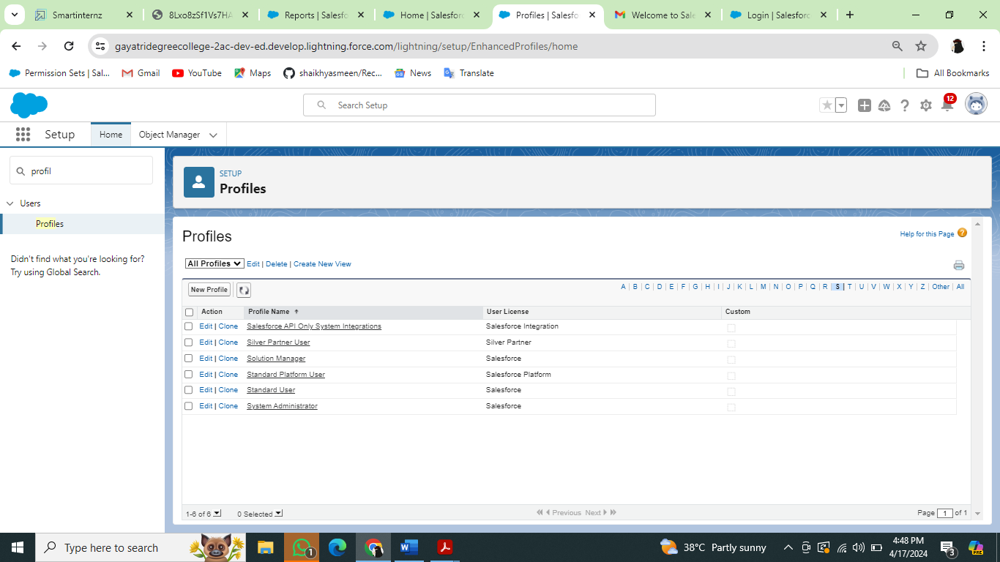 Smartinternz
8Lxo8zSf1Vs7HA
Reports | Salesfo
Home | Salesforc
Profiles | Salesfo
Welcome to Sale
Login | Salesforc
gayatridegreecollege-2ac-dev-ed.develop.lightning.force.com/lightning/setup/EnhancedProfiles/home
Permission Sets | Sal...
Gmail
YouTube
Maps
shaikhyasmeen/Rec...
News
Translate
All Bookmarks
Search Setup
12
Setup
Home
Object Manager
profil
Users
Profiles
Didn't find what you're looking for?
Try using Global Search.
SETUP
Profiles
Profiles
Help for this Page ?
All Profiles Edit | Delete | Create New View
New Profile
A | B | C | D | E | F | G | H | I | J | K | L | M | N | O | P | Q | R | S | T | U | V | W | X | Y | Z | Other | All
Action Profile Name ↑ User License Custom
Edit | Clone Salesforce API Only System Integrations Salesforce Integration
Edit | Clone Silver Partner User Silver Partner
Edit | Clone Solution Manager Salesforce
Edit | Clone Standard Platform User Salesforce Platform
Edit | Clone Standard User Salesforce
Edit | Clone System Administrator Salesforce
1-6 of 6 0 Selected Previous Next Page 1 of 1
Type here to search
1
38°C Partly sunny
4:48 PM
4/17/2024
3
PRE